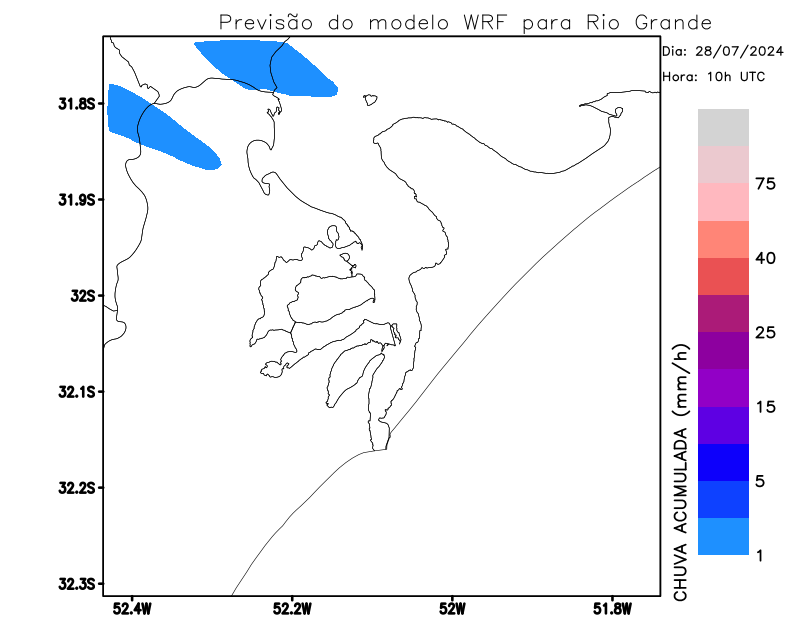 Previsão do modelo WRF para Rio Grande
Dia: 28/07/2024
Hora: 10h UTC
31.8S
31.9S
32S
32.1S
32.2S
32.3S
52.4W
52.2W
52W
51.8W
75
40
25
15
5
1
CHUVA ACUMULADA (mm/h)